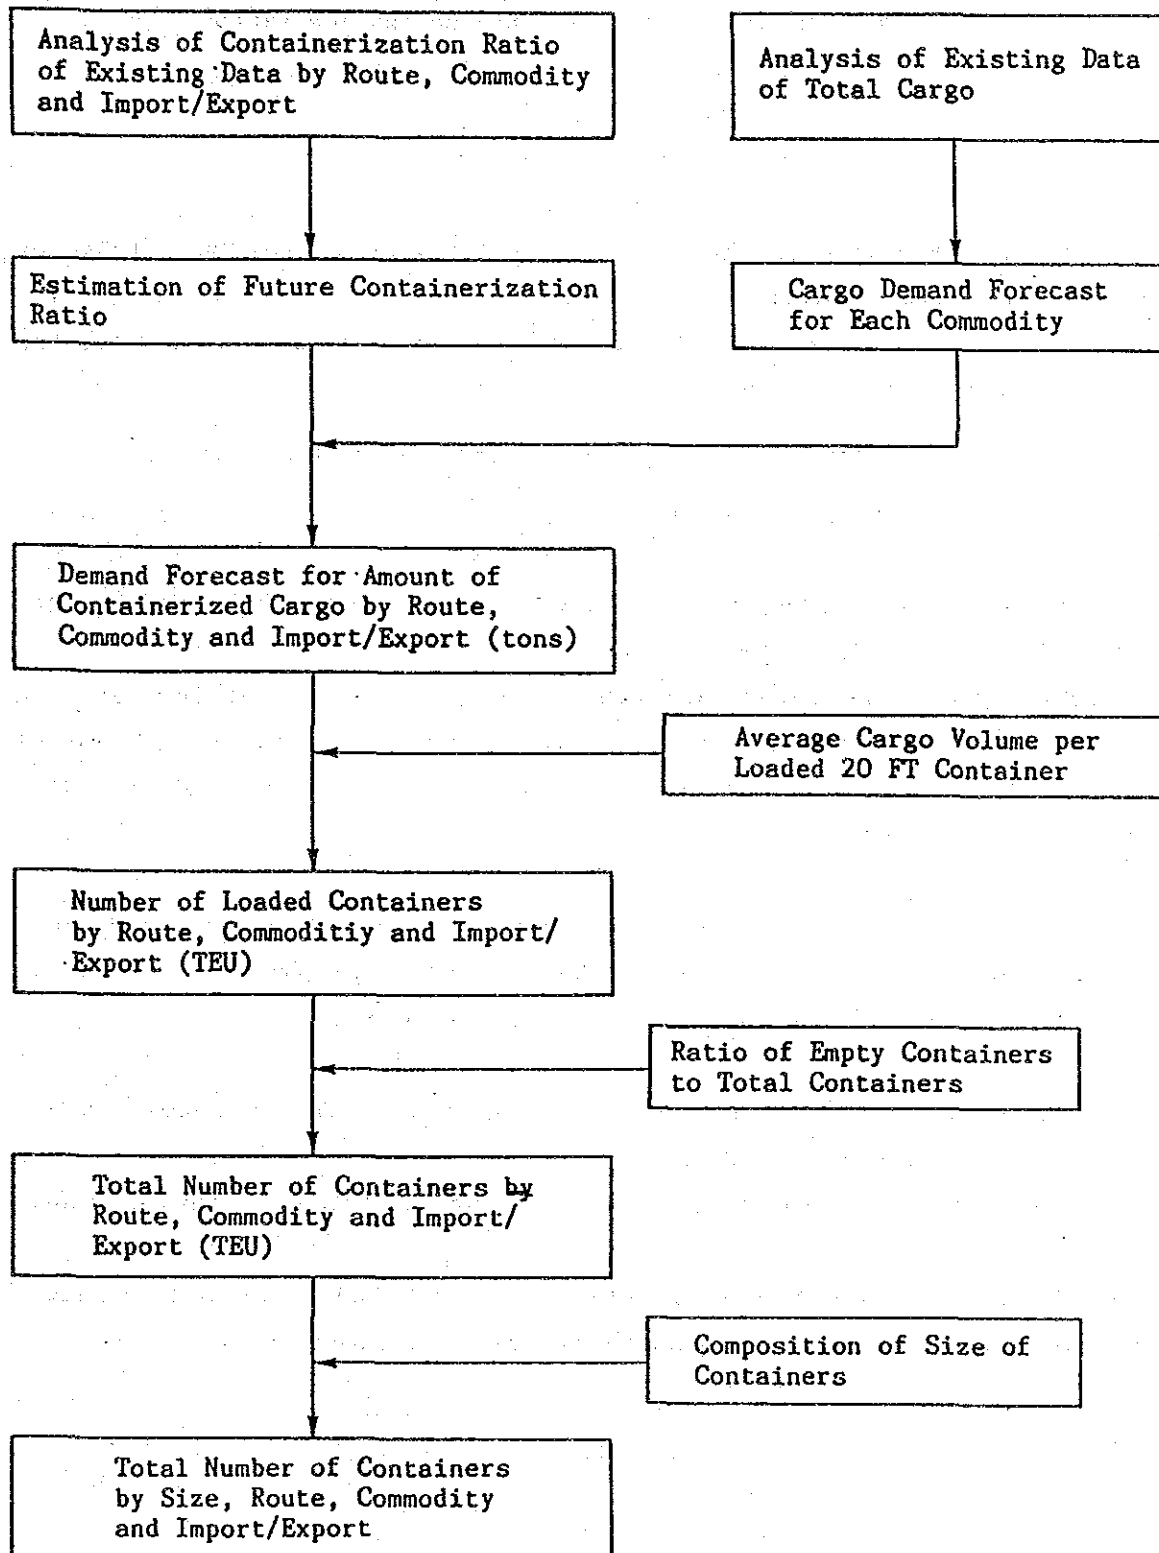 Analysis of Containerization Ratio
of Existing Data by Route, Commodity
and Import/Export
Analysis of Existing Data
of Total Cargo
Estimation of Future Containerization
Ratio
Cargo Demand Forecast
for Each Commodity
Demand Forecast for Amount of
Containerized Cargo by Route,
Commodity and Import/Export (tons)
Average Cargo Volume per
Loaded 20 FT Container
Number of Loaded Containers
by Route, Commoditiy and Import/
Export (TEU)
Ratio of Empty Containers
to Total Containers
Total Number of Containers by
Route, Commodity and Import/
Export (TEU)
Composition of Size of
Containers
Total Number of Containers
by Size, Route, Commodity
and Import/Export